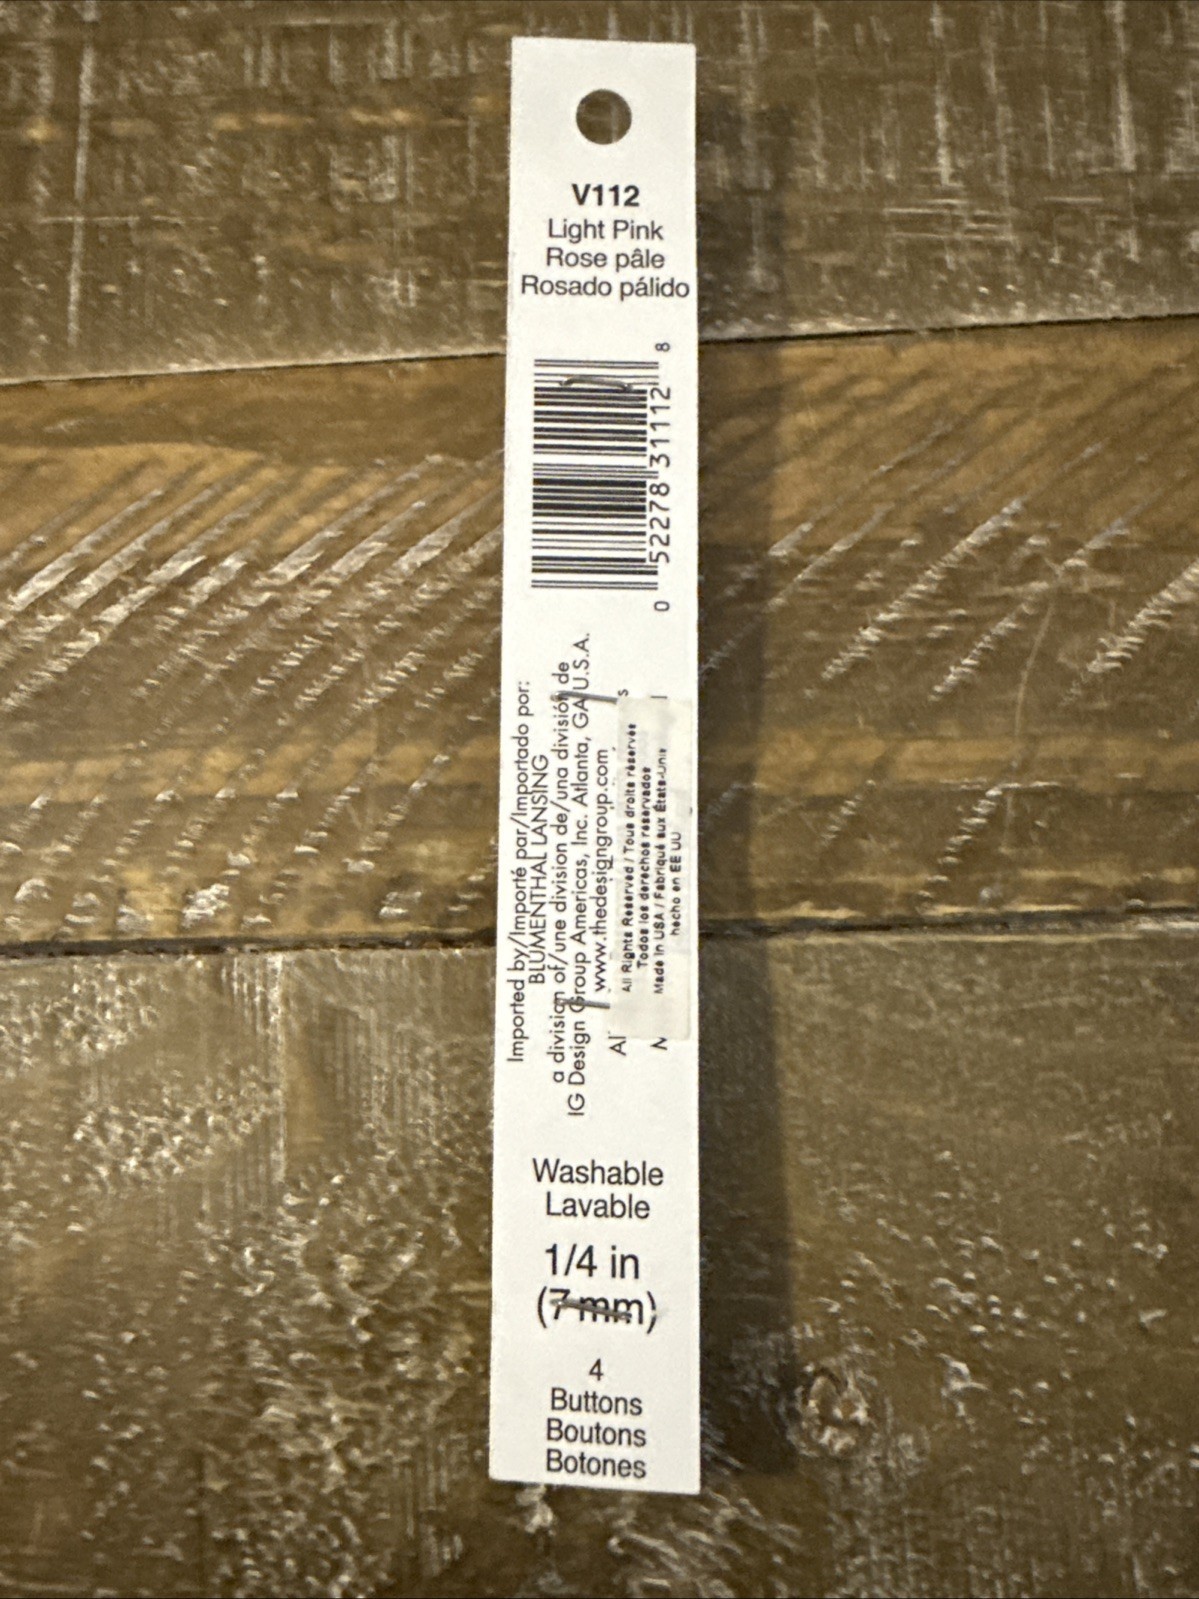 V112
Light Pink
Rose pâle
Rosado pálido
0 52278 31112 8
Imported by/Importé par/Importado por:
BLUMENTHAL LANSING
a division of/une division de/una división de
IG Design Group Americas, Inc. Atlanta, GA U.S.A.
www.thedesigngroup.com
Al s
All Rights Reserved / Tous droits réservés
Todos los derechos reservados
Made in USA / Fabriqué aux États-Unis
hecho en EE UU
Washable
Lavable
1/4 in
(7 mm)
4
Buttons
Boutons
Botones